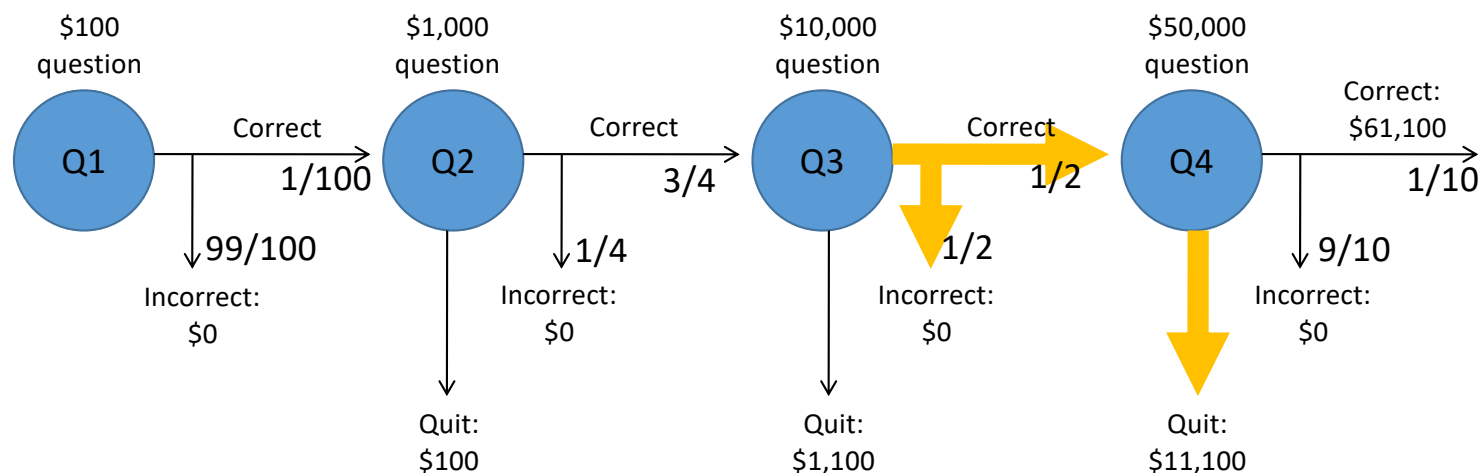 $100
question
$1,000
question
$10,000
question
$50,000
question
Q1
Correct
1/100
99/100
Incorrect:
$0
Q2
Correct
3/4
1/4
Incorrect:
$0
Quit:
$100
Q3
Correct
1/2
1/2
Incorrect:
$0
Quit:
$1,100
Q4
Correct:
$61,100
1/10
9/10
Incorrect:
$0
Quit:
$11,100